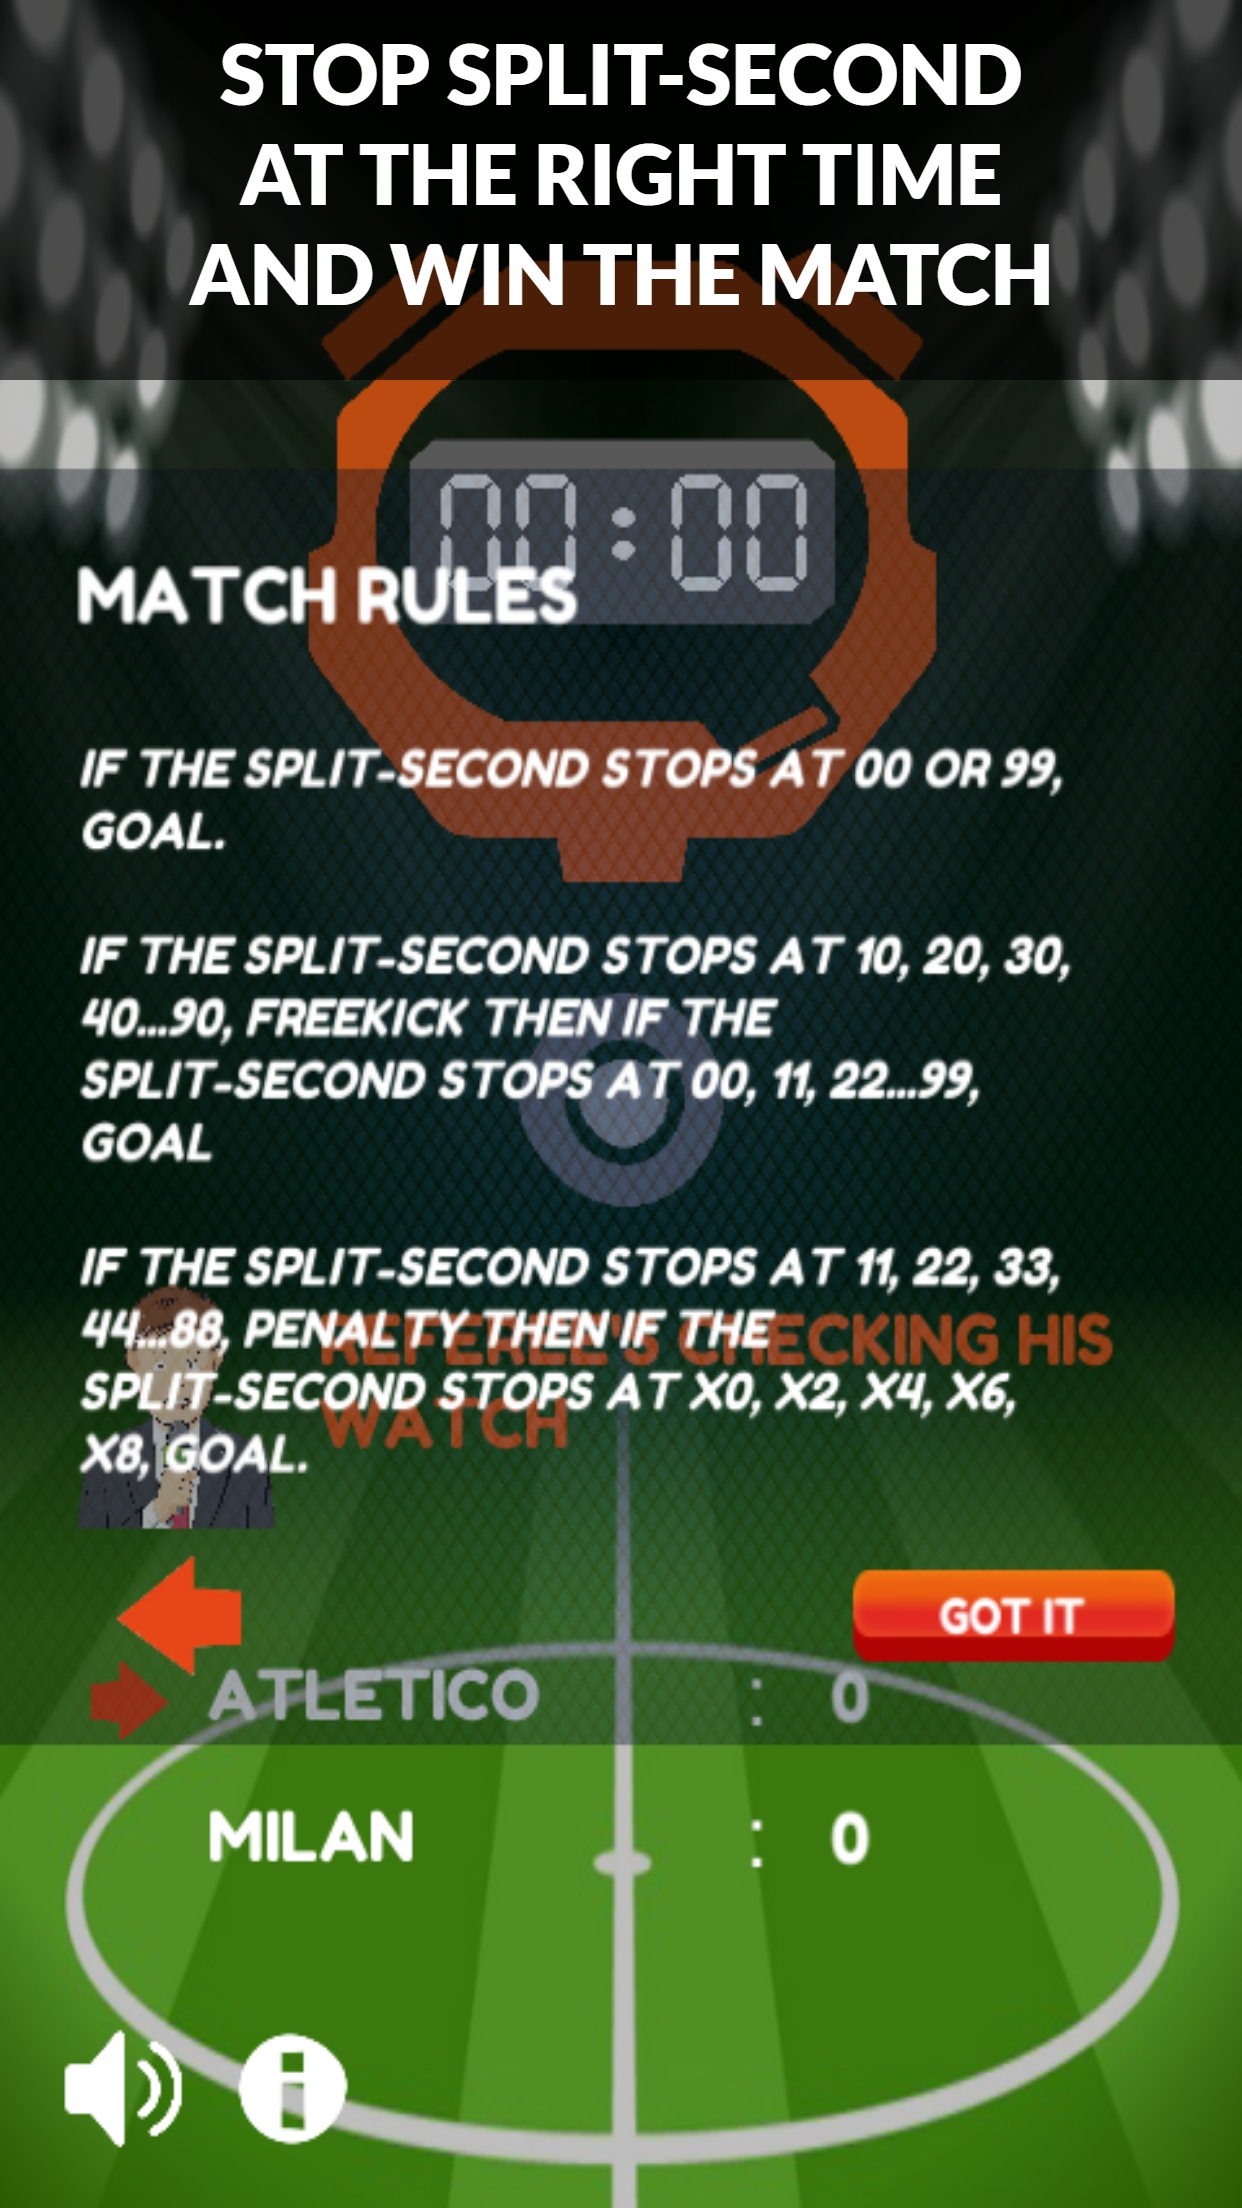 STOP SPLIT-SECOND
AT THE RIGHT TIME
AND WIN THE MATCH
00:00
MATCH RULES
IF THE SPLIT-SECOND STOPS AT 00 OR 99,
GOAL.
IF THE SPLIT-SECOND STOPS AT 10, 20, 30,
40...90, FREEKICK THEN IF THE
SPLIT-SECOND STOPS AT 00, 11, 22...99,
GOAL
IF THE SPLIT-SECOND STOPS AT 11, 22, 33,
44...88, PENALTY THEN IF THE
SPLIT-SECOND STOPS AT X0, X2, X4, X6,
X8, GOAL.
REFEREE'S CHECKING HIS
WATCH
GOT IT
ATLETICO : 0
MILAN : 0